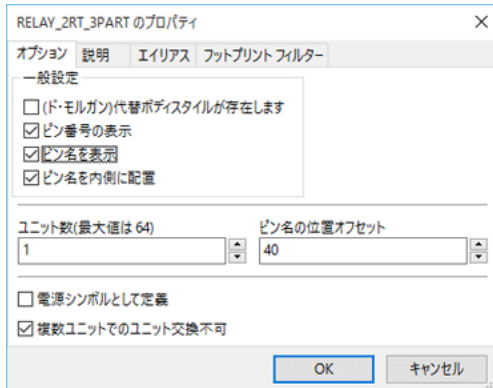 RELAY_2RT_3PART のプロパティ
オプション 説明 エイリアス フットプリント フィルター
一般設定
(ド・モルガン)代替ボディスタイルが存在します
ピン番号の表示
ピン名を表示
ピン名を内側に配置
ユニット数(最大値は 64) ピン名の位置オフセット
1 40
電源シンボルとして定義
複数ユニットでのユニット交換不可
OK キャンセル